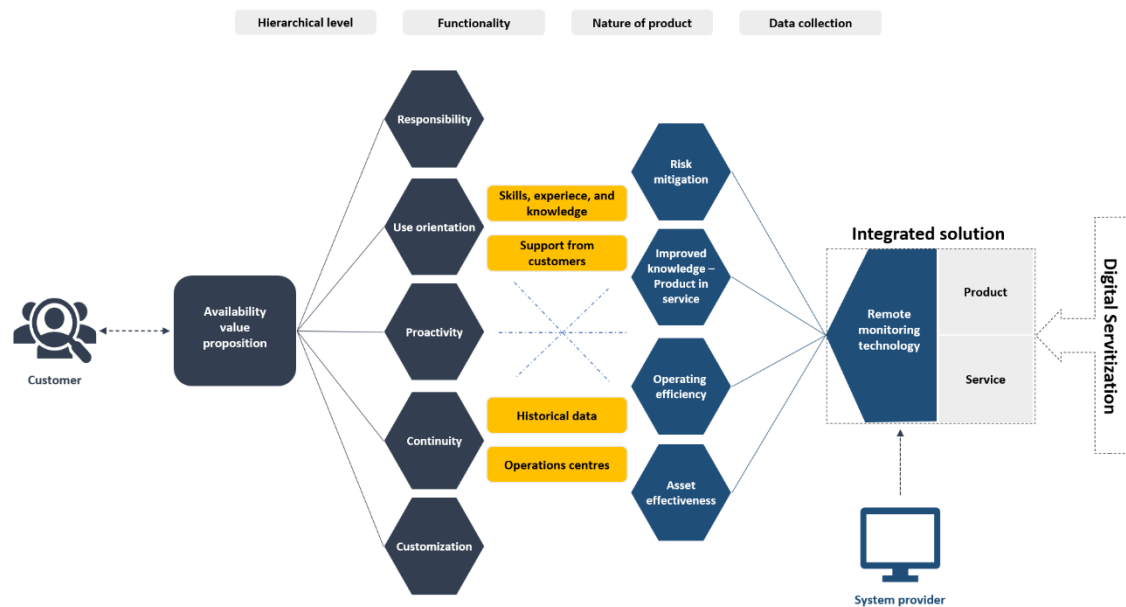 Hierarchical level
Functionality
Nature of product
Data collection
Responsibility
Use orientation
Proactivity
Continuity
Customization
Skills, experiece, and
knowledge
Support from
customers
Historical data
Operations centres
Risk
mitigation
Improved
knowledge –
Product in
service
Operating
efficiency
Asset
effectiveness
Availability
value
proposition
Customer
Integrated solution
Remote
monitoring
technology
Product
Service
Digital Servitization
System provider